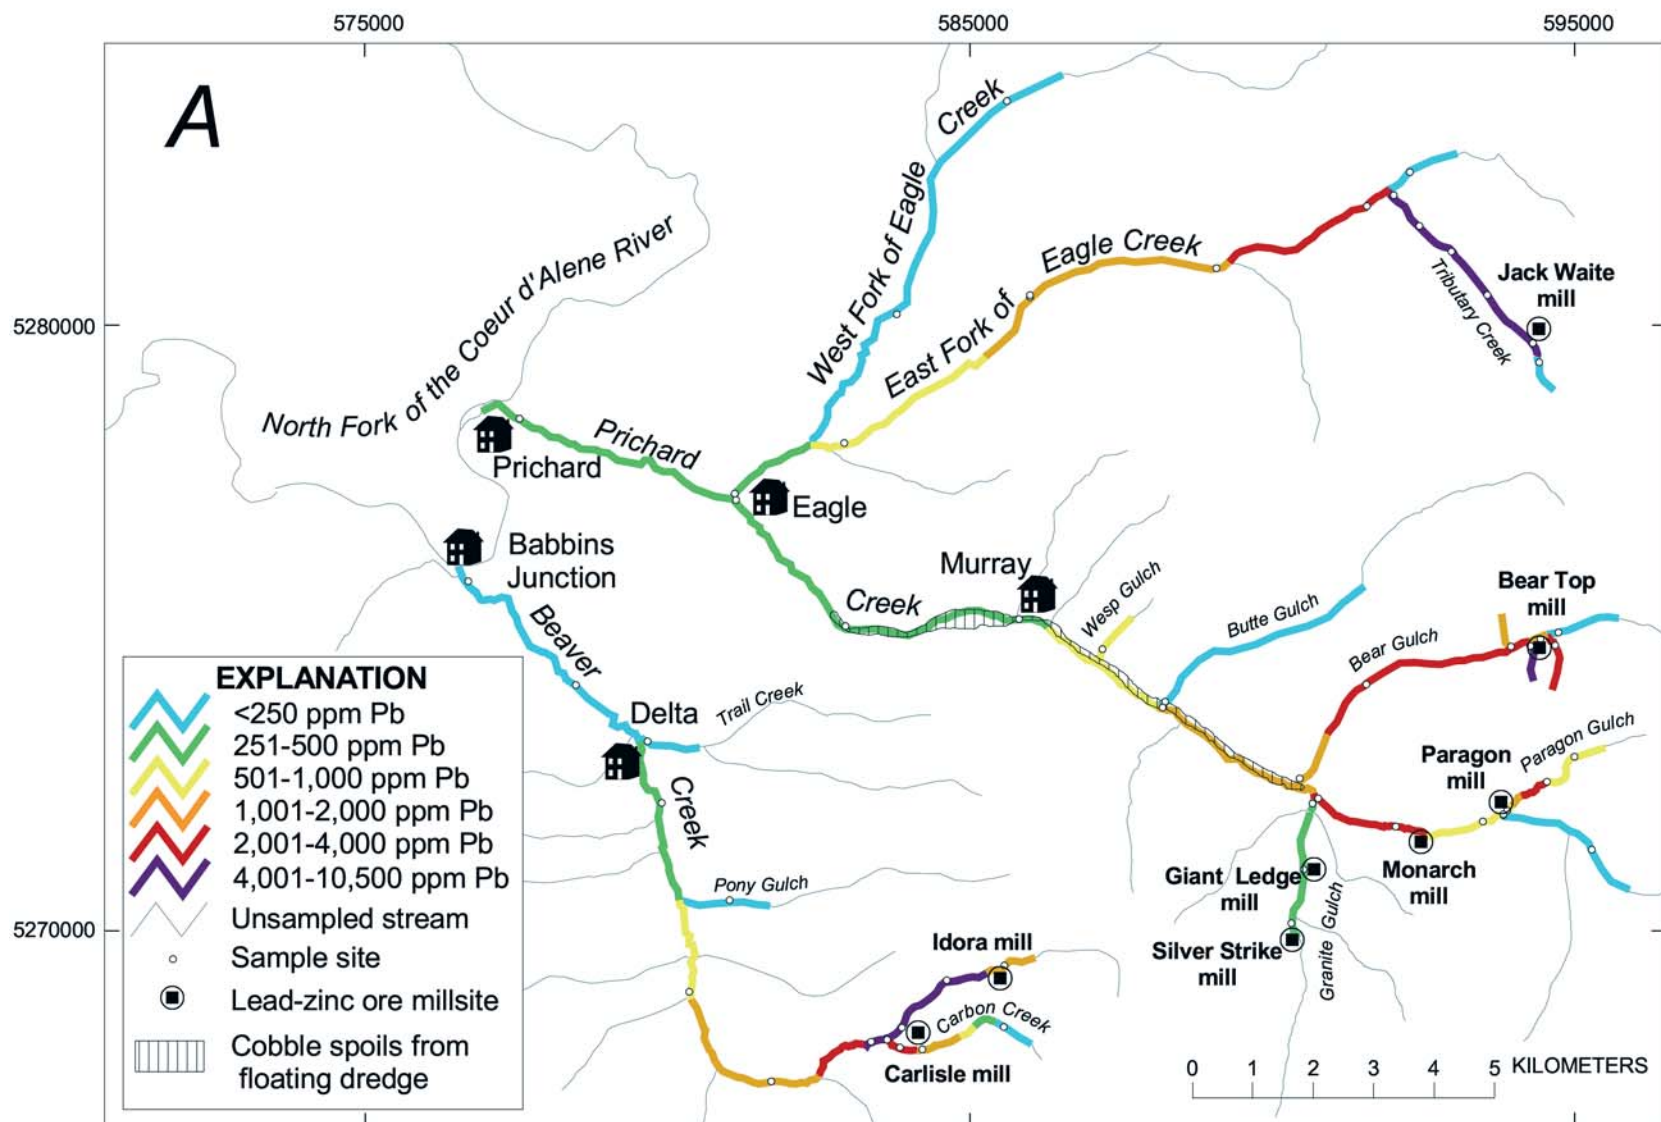 575000
585000
595000
A
5280000
5270000
West Fork of Eagle Creek
East Fork of Eagle Creek
North Fork of the Coeur d'Alene River
Tributary Creek
Jack Waite
mill
Prichard
Prichard
Eagle
Babbins
Junction
Murray
Creek
Wesp Gulch
Butte Gulch
Bear Gulch
Bear Top
mill
Beaver
Delta
Trail Creek
Creek
Pony Gulch
Paragon
mill
Paragon Gulch
Monarch
mill
Giant Ledge
mill
Silver Strike
mill
Granite Gulch
Idora mill
Carbon Creek
Carlisle mill
EXPLANATION
<250 ppm Pb
251-500 ppm Pb
501-1,000 ppm Pb
1,001-2,000 ppm Pb
2,001-4,000 ppm Pb
4,001-10,500 ppm Pb
Unsampled stream
Sample site
Lead-zinc ore millsite
Cobble spoils from
floating dredge
0 1 2 3 4 5 KILOMETERS